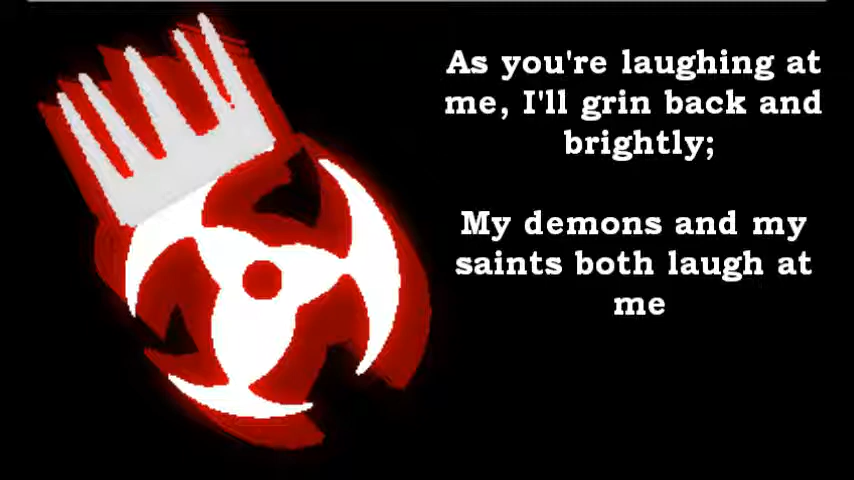 As you're laughing at
me, I'll grin back and
brightly;
My demons and my
saints both laugh at
me